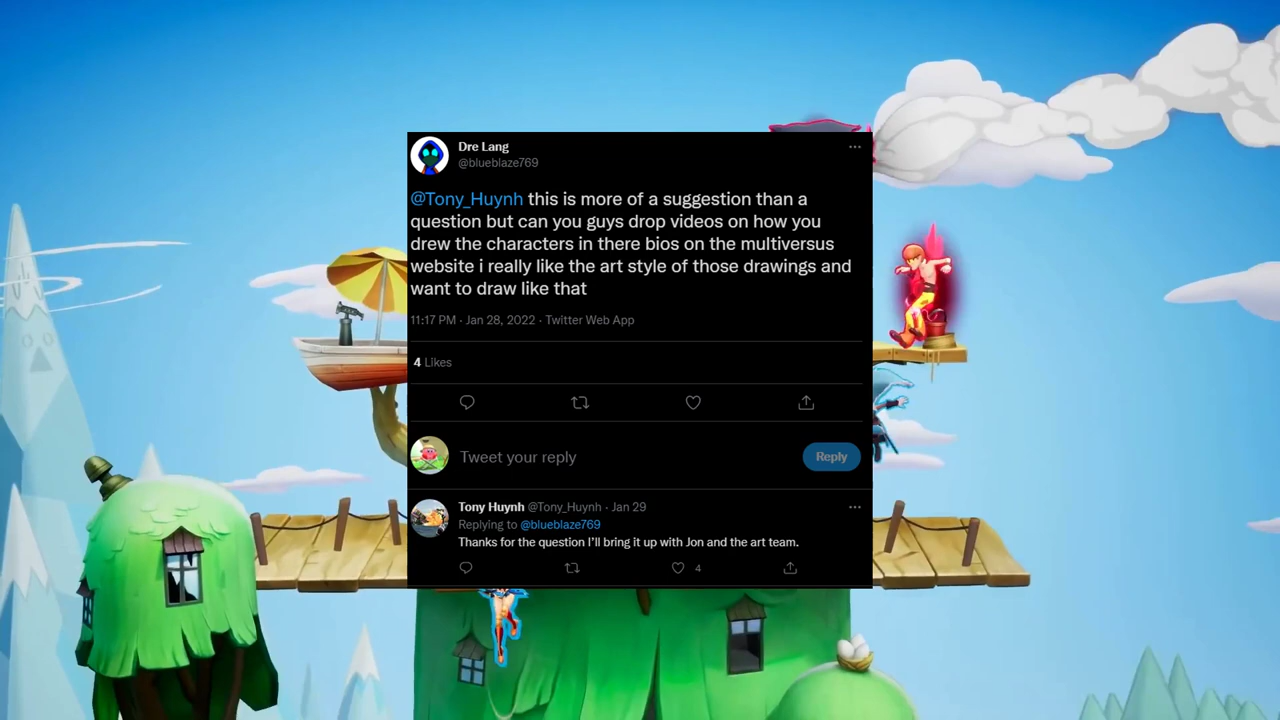 Dre Lang
@blueblaze769
@Tony_Huynh this is more of a suggestion than a
question but can you guys drop videos on how you
drew the characters in there bios on the multiversus
website i really like the art style of those drawings and
want to draw like that
11:17 PM · Jan 28, 2022 · Twitter Web App
4 Likes
Tweet your reply
Reply
Tony Huynh @Tony_Huynh · Jan 29
Replying to @blueblaze769
Thanks for the question I'll bring it up with Jon and the art team.
4